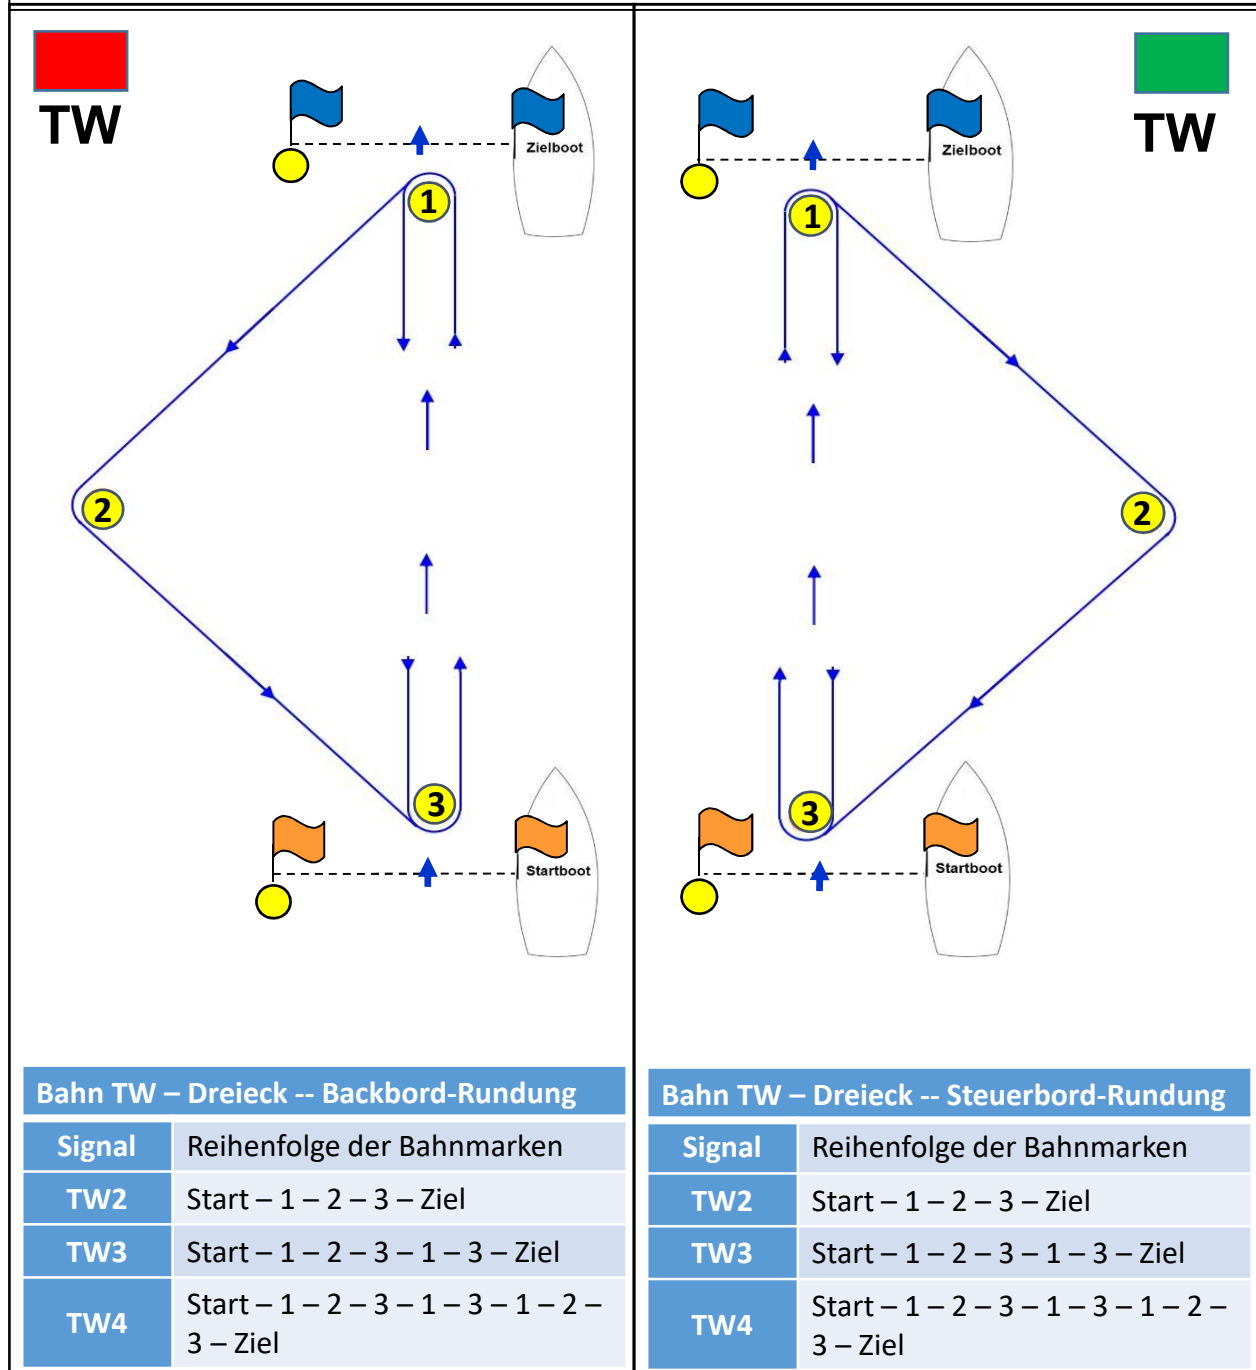 TW
Zielboot
1
2
3
Startboot
Bahn TW – Dreieck -- Backbord-Rundung
Signal Reihenfolge der Bahnmarken
TW2 Start – 1 – 2 – 3 – Ziel
TW3 Start – 1 – 2 – 3 – 1 – 3 – Ziel
TW4 Start – 1 – 2 – 3 – 1 – 3 – 1 – 2 –
3 – Ziel
TW
Zielboot
1
2
3
Startboot
Bahn TW – Dreieck -- Steuerbord-Rundung
Signal Reihenfolge der Bahnmarken
TW2 Start – 1 – 2 – 3 – Ziel
TW3 Start – 1 – 2 – 3 – 1 – 3 – Ziel
TW4 Start – 1 – 2 – 3 – 1 – 3 – 1 – 2 –
3 – Ziel